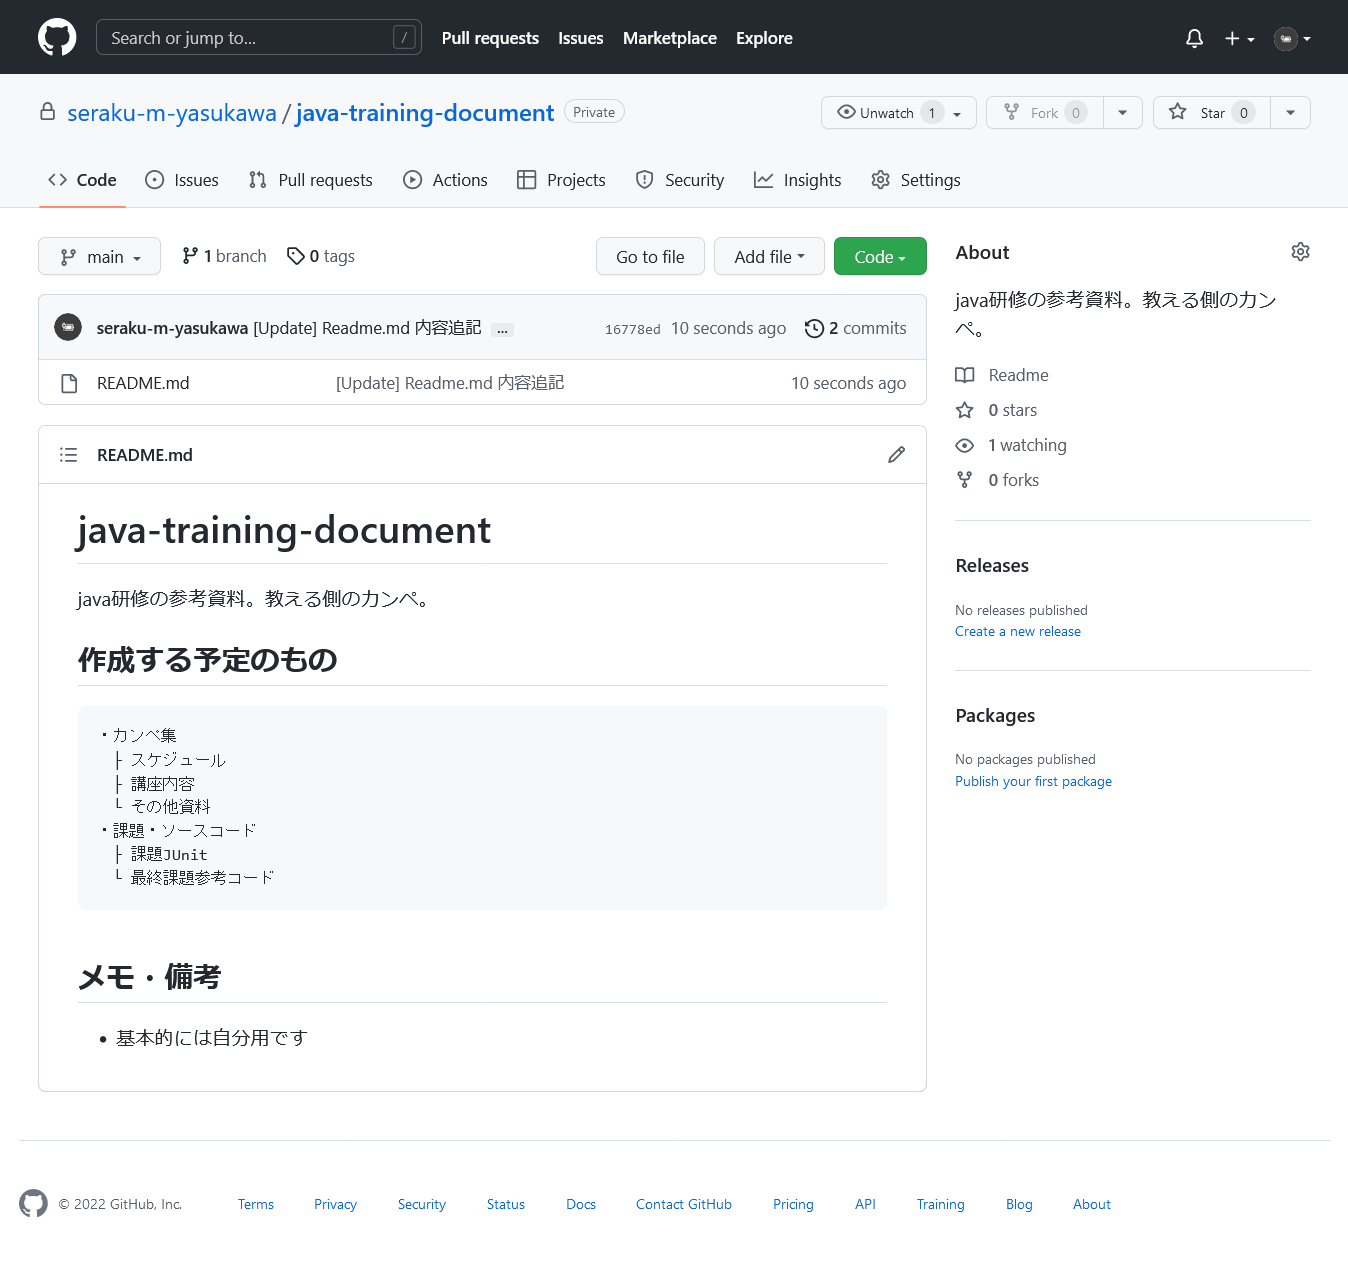 Search or jump to... /
Pull requests Issues Marketplace Explore
seraku-m-yasukawa / java-training-document Private
Unwatch 1 Fork 0 Star 0
Code Issues Pull requests Actions Projects Security Insights Settings
main 1 branch 0 tags Go to file Add file Code
seraku-m-yasukawa [Update] Readme.md 内容追記 ... 16778ed 10 seconds ago 2 commits
README.md [Update] Readme.md 内容追記 10 seconds ago
README.md
java-training-document
java研修の参考資料。教える側のカンペ。
作成する予定のもの
・カンペ集
├ スケジュール
├ 講座内容
└ その他資料
・課題・ソースコード
├ 課題JUnit
└ 最終課題参考コード
メモ・備考
• 基本的には自分用です
About
java研修の参考資料。教える側のカン
ペ。
Readme
0 stars
1 watching
0 forks
Releases
No releases published
Create a new release
Packages
No packages published
Publish your first package
© 2022 GitHub, Inc. Terms Privacy Security Status Docs Contact GitHub Pricing API Training Blog About